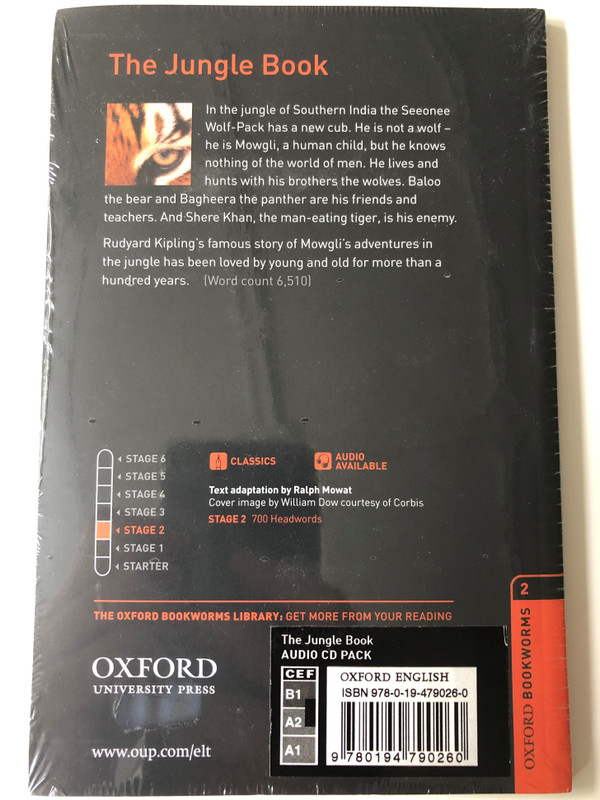 The Jungle Book
In the jungle of Southern India the Seeonee
Wolf-Pack has a new cub. He is not a wolf –
he is Mowgli, a human child, but he knows
nothing of the world of men. He lives and
hunts with his brothers the wolves. Baloo
the bear and Bagheera the panther are his friends and
teachers. And Shere Khan, the man-eating tiger, is his enemy.
Rudyard Kipling's famous story of Mowgli's adventures in
the jungle has been loved by young and old for more than a
hundred years. (Word count 6,510)
STAGE 6
STAGE 5
STAGE 4
STAGE 3
STAGE 2
STAGE 1
STARTER
CLASSICS
AUDIO
AVAILABLE
Text adaptation by Ralph Mowat
Cover image by William Dow courtesy of Corbis
STAGE 2 700 Headwords
THE OXFORD BOOKWORMS LIBRARY: GET MORE FROM YOUR READING
OXFORD
UNIVERSITY PRESS
www.oup.com/elt
The Jungle Book
AUDIO CD PACK
CEF
B1
A2
A1
OXFORD ENGLISH
ISBN 978-0-19-479026-0
9 780194 790260
2
OXFORD BOOKWORMS